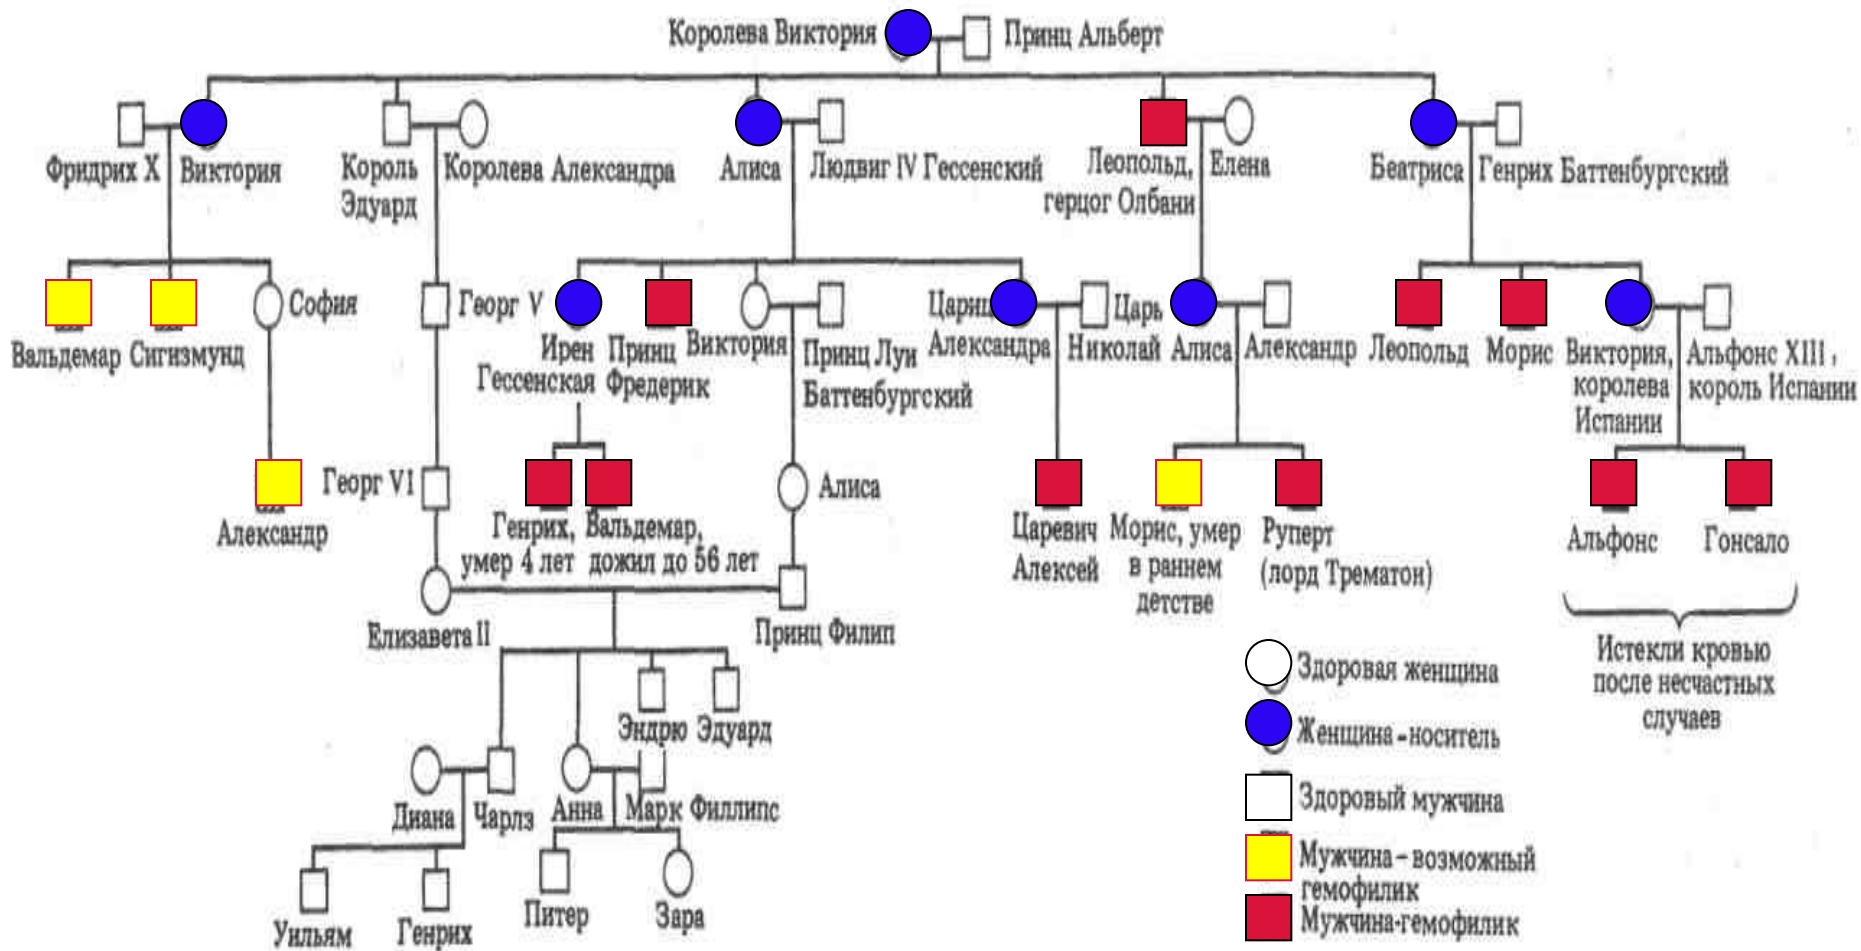 Королева Виктория
Принц Альберт
Фридрих X
Виктория
Король
Эдуард
Королева Александра
Алиса
Людвиг IV Гессенский
Леопольд,
герцог Олбани
Елена
Беатриса
Генрих Баттенбургский
Вальдемар
Сигизмунд
София
Георг V
Ирен
Гессенская
Принц
Фредерик
Виктория
Принц Луи
Баттенбургский
Цариц
Александра
Царь
Николай
Алиса
Александр
Леопольд
Морис
Виктория,
королева
Испании
Альфонс XIII,
король Испании
Александр
Георг VI
Генрих,
умер 4 лет
Вальдемар,
дожил до 56 лет
Алиса
Царевич
Алексей
Морис, умер
в раннем
детстве
Руперт
(лорд Трематон)
Альфонс
Гонсало
Истекли кровью
после несчастных
случаев
Елизавета II
Принц Филип
Эндрю
Эдуард
Диана
Чарлз
Анна
Марк Филлипс
Уильям
Генрих
Питер
Зара
Здоровая женщина
Женщина-носитель
Здоровый мужчина
Мужчина-возможный
гемофилик
Мужчина-гемофилик